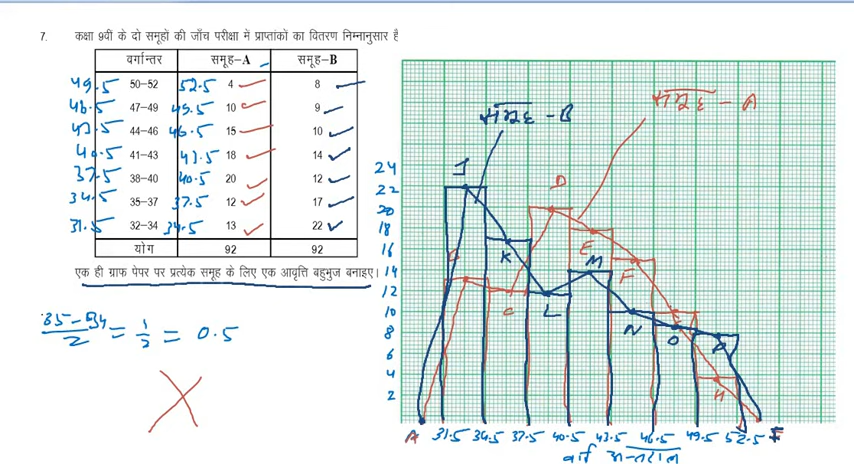 7. कक्षा 9वीं के दो समूहों की जाँच परीक्षा में प्राप्तांकों का वितरण निम्नानुसार है
वर्गान्तर समूह-A समूह-B
49.5 50-52 52.5 4 8
46.5 47-49 49.5 10 9
43.5 44-46 46.5 15 10
40.5 41-43 43.5 18 14
37.5 38-40 40.5 20 12
34.5 35-37 37.5 12 17
31.5 32-34 34.5 13 22
योग 92 92
एक ही ग्राफ पेपर पर प्रत्येक समूह के लिए एक आवृत्ति बहुभुज बनाइए।
35-34/2 = 1/2 = 0.5
समूह - B
समूह - A
24
22
20
18
16
14
12
10
8
6
4
2
J
D
K
E
M
F
C
L
N
O
P
H
A 31.5 34.5 37.5 40.5 43.5 46.5 49.5 52.5 I
वर्ग अन्तराल